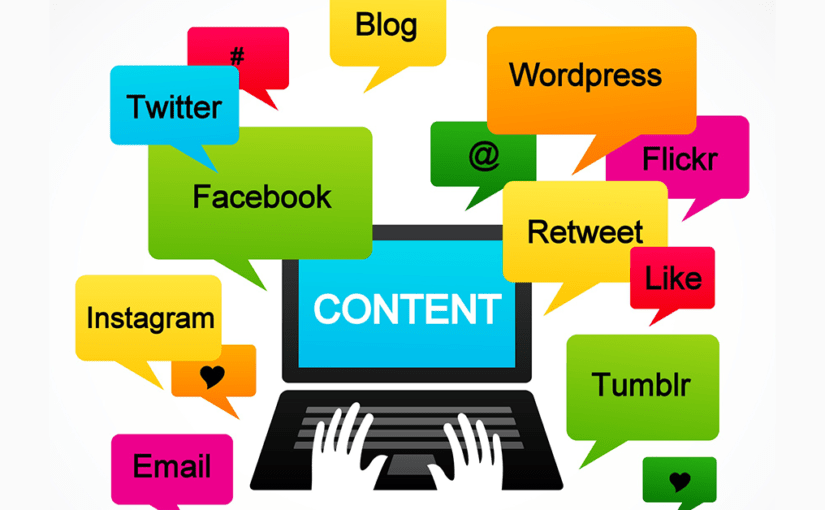 Blog
#
Wordpress
Twitter
@
Flickr
Facebook
Retweet
Like
CONTENT
Instagram
Tumblr
Email